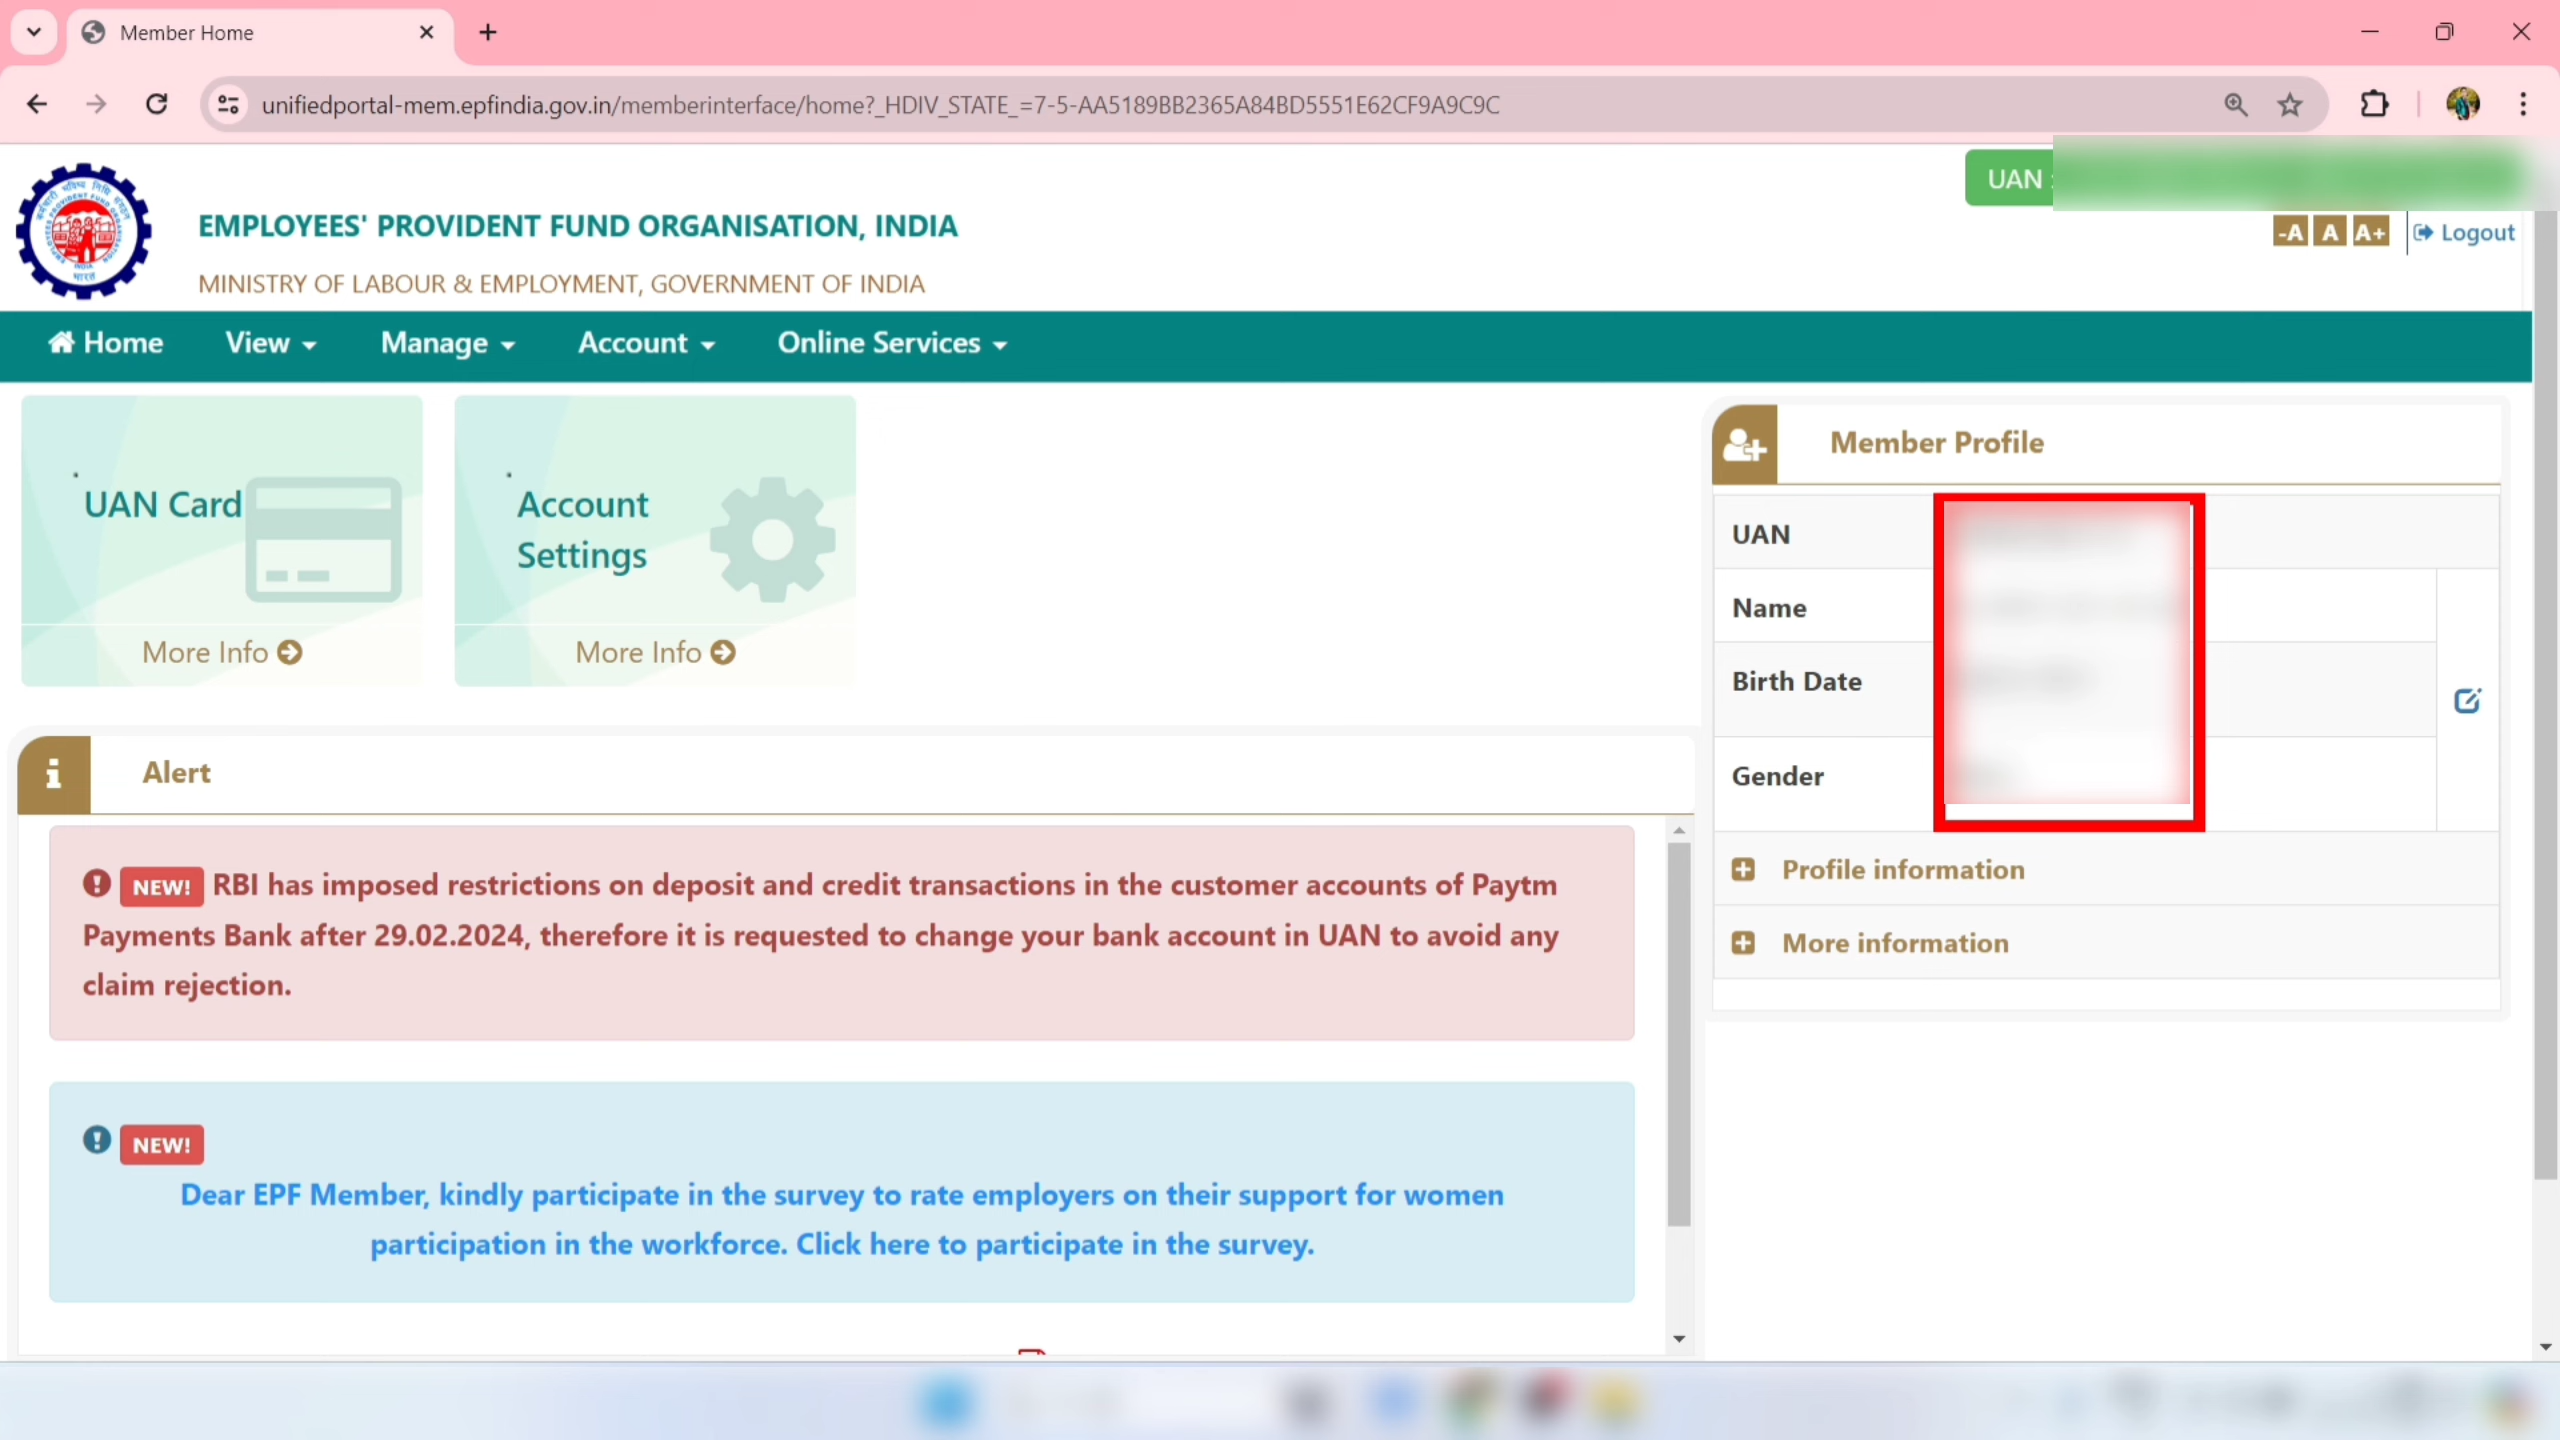 Member Home
unifiedportal-mem.epfindia.gov.in/memberinterface/home?_HDIV_STATE_=7-5-AA5189BB2365A84BD5551E62CF9A9C9C
UAN :
EMPLOYEES' PROVIDENT FUND ORGANISATION, INDIA
-A A A+ Logout
MINISTRY OF LABOUR & EMPLOYMENT, GOVERNMENT OF INDIA
Home View Manage Account Online Services
UAN Card
More Info
Account
Settings
More Info
Member Profile
UAN
Name
Birth Date
Gender
Profile information
More information
Alert
NEW! RBI has imposed restrictions on deposit and credit transactions in the customer accounts of Paytm
Payments Bank after 29.02.2024, therefore it is requested to change your bank account in UAN to avoid any
claim rejection.
NEW!
Dear EPF Member, kindly participate in the survey to rate employers on their support for women
participation in the workforce. Click here to participate in the survey.